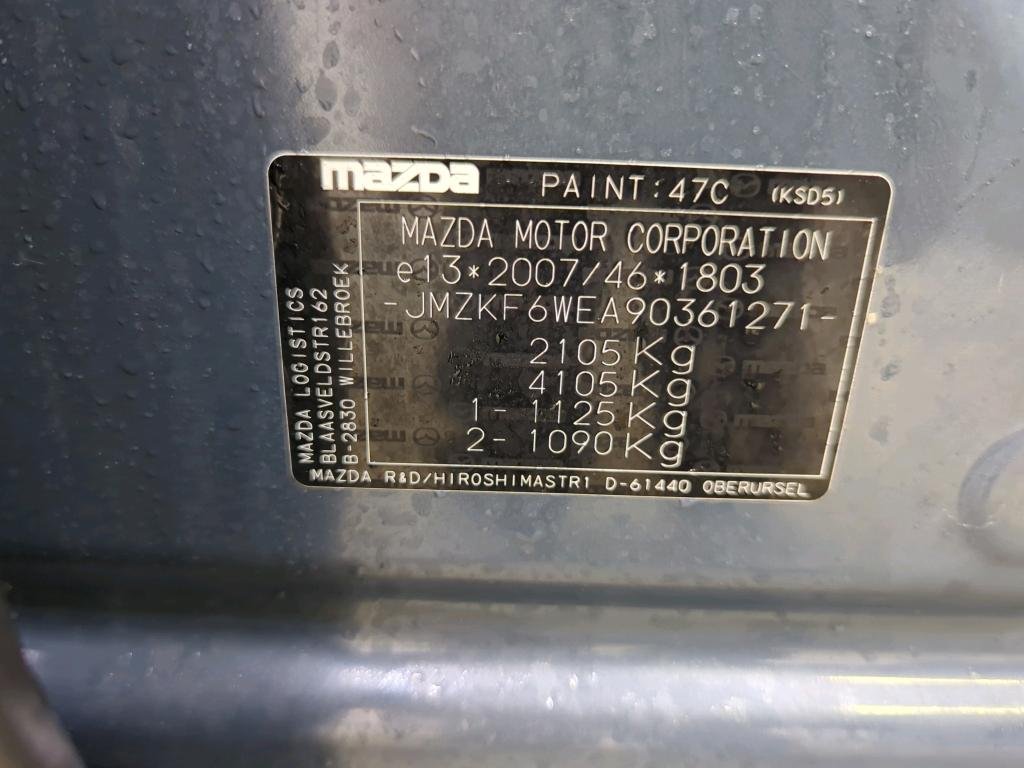 mazda PAINT: 47C (KSD5)
MAZDA MOTOR CORPORATION
e13*2007/46*1803
-JMZKF6WEA90361271-
2105Kg
4105Kg
1- 1125Kg
2- 1090Kg
MAZDA LOGISTICS
BLAASVELDSTR162
B-2830 WILLEBROEK
MAZDA R&D/HIROSHIMASTR1 D-61440 OBERURSEL